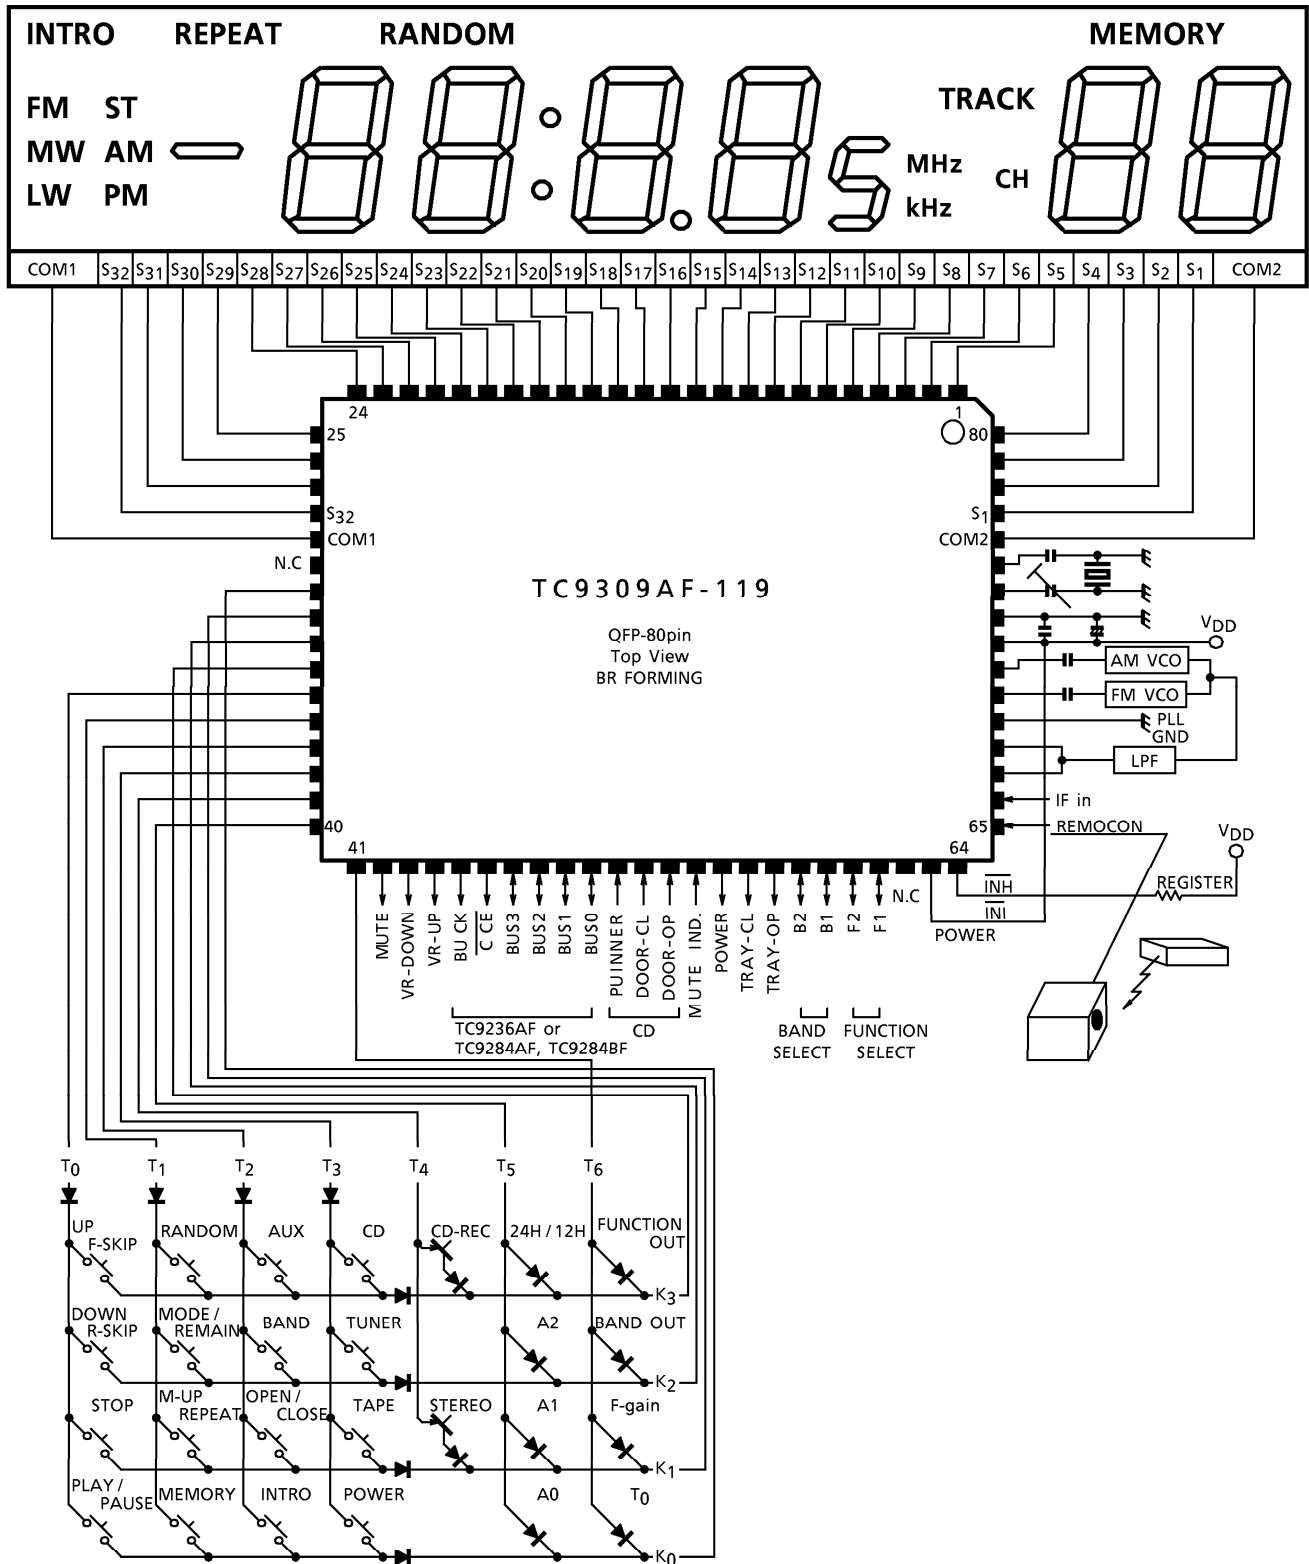 INTRO REPEAT RANDOM MEMORY
FM ST TRACK
MW AM MHz
CH
LW PM kHz
COM1 S32 S31 S30 S29 S28 S27 S26 S25 S24 S23 S22 S21 S20 S19 S18 S17 S16 S15 S14 S13 S12 S11 S10 S9 S8 S7 S6 S5 S4 S3 S2 S1 COM2
24 1
25 80
S32 S1
COM1 COM2
N.C
TC9309AF-119
QFP-80pin
Top View
BR FORMING
VDD
AM VCO
FM VCO
PLL
GND
LPF
IF in
40 65 REMOCON
41 64
VDD
INH REGISTER
INI
POWER
MUTE
VR-DOWN
VR-UP
BU CK
C CE
BUS3
BUS2
BUS1
BUS0
PUINNER
DOOR-CL
DOOR-OP
MUTE IND.
POWER
TRAY-CL
TRAY-OP
B2
B1
F2
F1
N.C
TC9236AF or
TC9284AF, TC9284BF
CD
BAND
SELECT
FUNCTION
SELECT
T0 T1 T2 T3 T4 T5 T6
UP
F-SKIP
RANDOM
AUX
CD
CD-REC
24H / 12H
FUNCTION
OUT
K3
DOWN
R-SKIP
MODE /
REMAIN
BAND
TUNER
A2
BAND OUT
K2
STOP
M-UP
REPEAT
OPEN /
CLOSE
TAPE
STEREO
A1
F-gain
K1
PLAY /
PAUSE
MEMORY
INTRO
POWER
A0
T0
K0